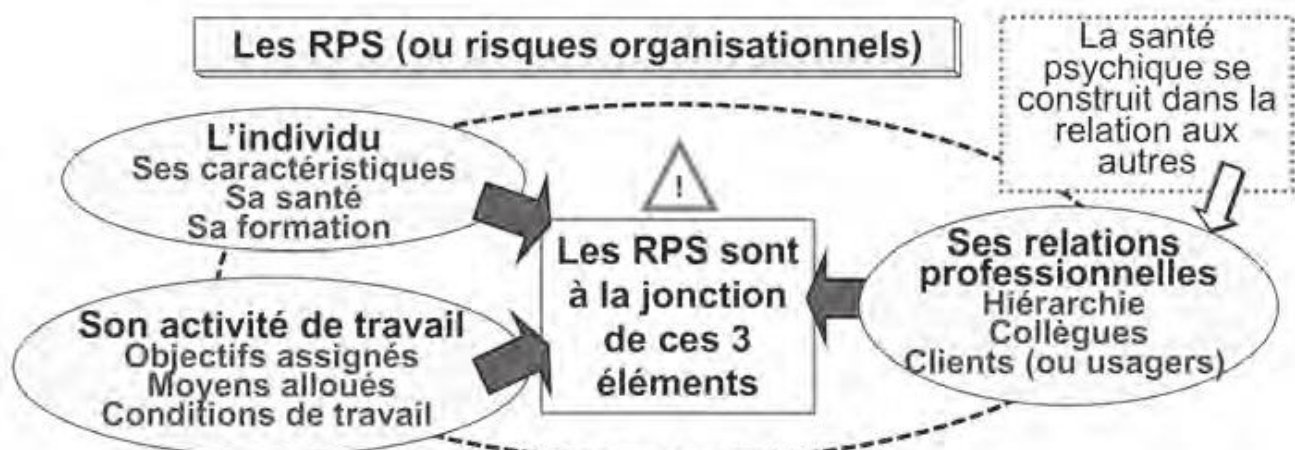 Les RPS (ou risques organisationnels)
La santé
psychique se
construit dans la
relation aux
autres
L'individu
Ses caractéristiques
Sa santé
Sa formation
!
Les RPS sont
à la jonction
de ces 3
éléments
Ses relations
professionnelles
Hiérarchie
Collègues
Clients (ou usagers)
Son activité de travail
Objectifs assignés
Moyens alloués
Conditions de travail